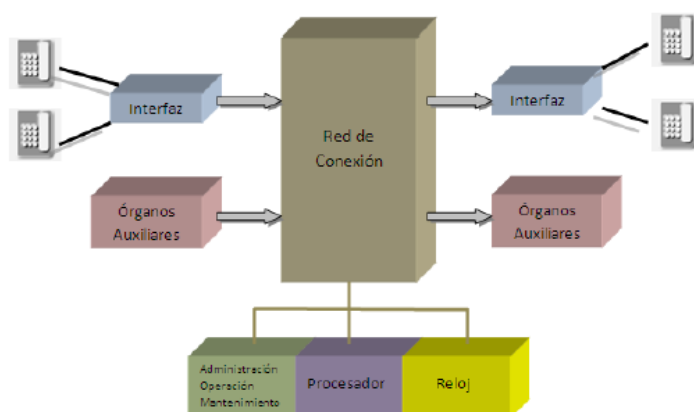 Interfaz
Red de
Conexión
Interfaz
Órganos
Auxiliares
Órganos
Auxiliares
Administración
Operación
Mantenimiento
Procesador
Reloj